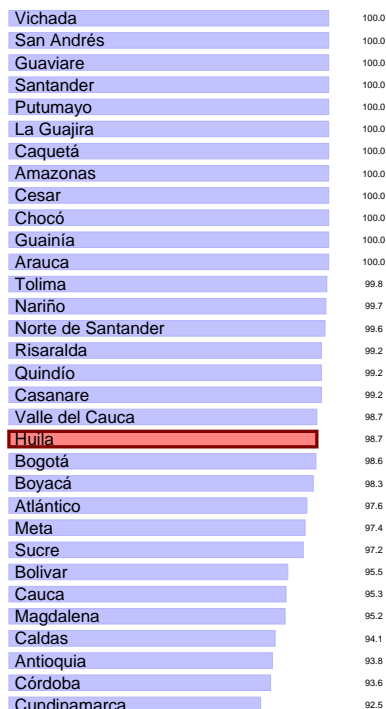 Vichada 100.0
San Andrés 100.0
Guaviare 100.0
Santander 100.0
Putumayo 100.0
La Guajira 100.0
Caquetá 100.0
Amazonas 100.0
Cesar 100.0
Chocó 100.0
Guainía 100.0
Arauca 100.0
Tolima 99.8
Nariño 99.7
Norte de Santander 99.6
Risaralda 99.2
Quindío 99.2
Casanare 99.2
Valle del Cauca 98.7
Huila 98.7
Bogotá 98.6
Boyacá 98.3
Atlántico 97.6
Meta 97.4
Sucre 97.2
Bolivar 95.5
Cauca 95.3
Magdalena 95.2
Caldas 94.1
Antioquia 93.8
Córdoba 93.6
Cundinamarca 92.5